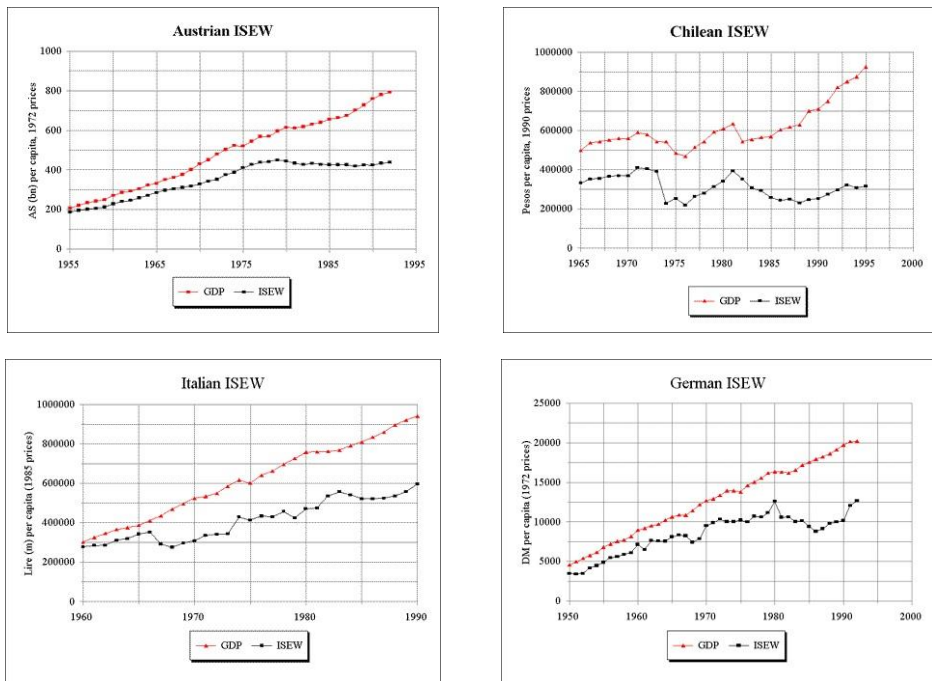 Austrian ISEW
AS (bn) per capita, 1972 prices
1000
800
600
400
200
0
1955
1965
1975
1985
1995
GDP
ISEW
Chilean ISEW
Pesos per capita, 1990 prices
1000000
800000
600000
400000
200000
0
1965
1970
1975
1980
1985
1990
1995
2000
GDP
ISEW
Italian ISEW
Lire (m) per capita (1985 prices)
1000000
800000
600000
400000
200000
0
1960
1970
1980
1990
GDP
ISEW
German ISEW
DM per capita (1972 prices)
25000
20000
15000
10000
5000
0
1950
1960
1970
1980
1990
2000
GDP
ISEW